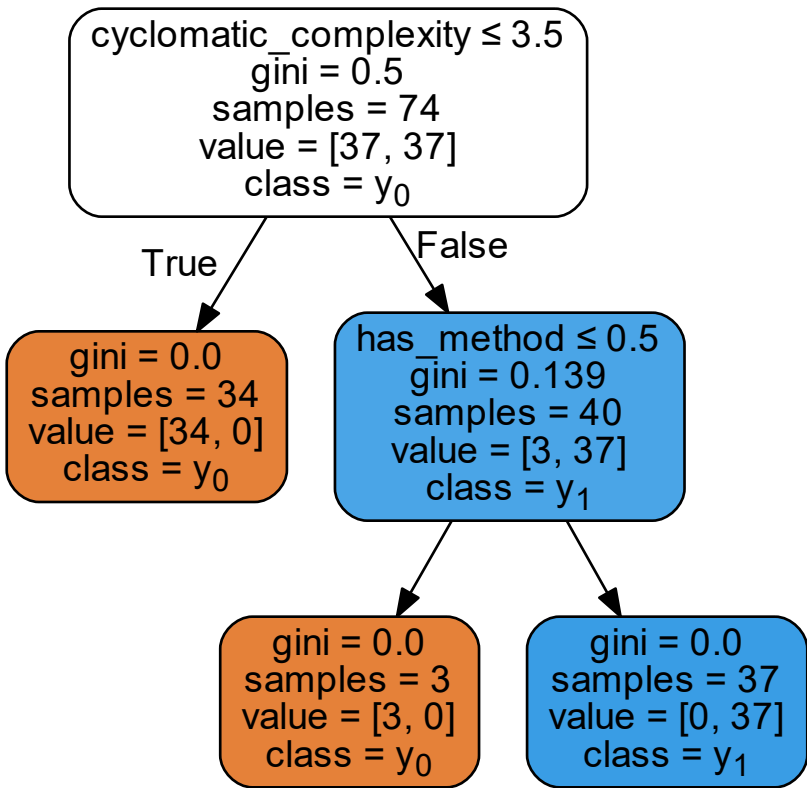 cyclomatic_complexity ≤ 3.5
gini = 0.5
samples = 74
value = [37, 37]
class = y₀
True
False
gini = 0.0
samples = 34
value = [34, 0]
class = y₀
has_method ≤ 0.5
gini = 0.139
samples = 40
value = [3, 37]
class = y₁
gini = 0.0
samples = 3
value = [3, 0]
class = y₀
gini = 0.0
samples = 37
value = [0, 37]
class = y₁